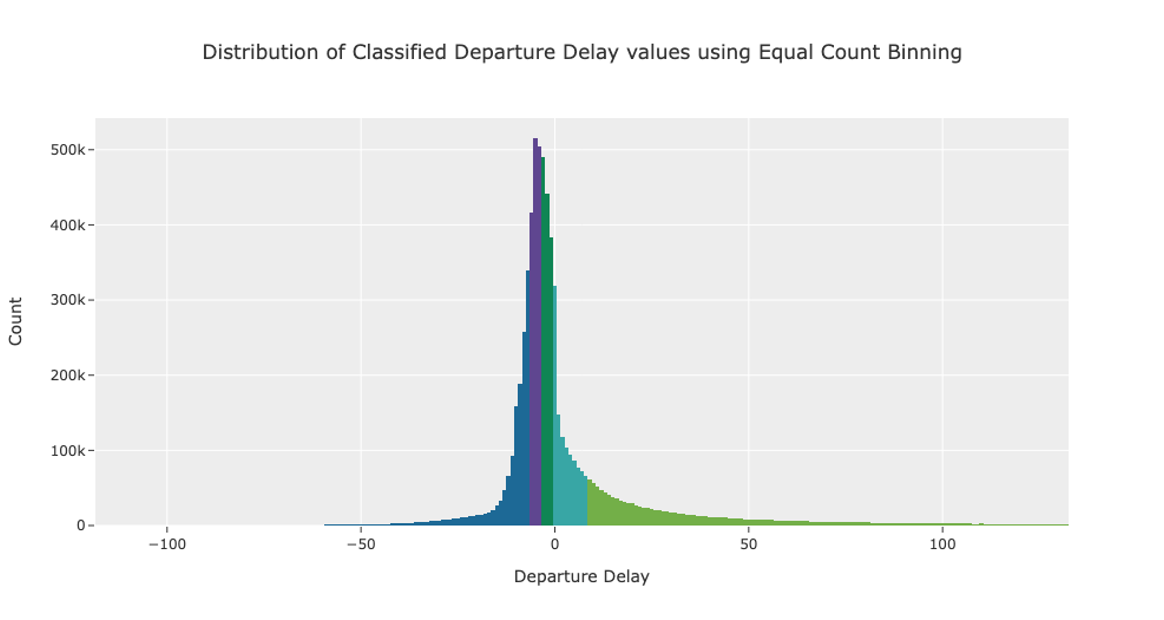 Distribution of Classified Departure Delay values using Equal Count Binning
500k
400k
300k
200k
100k
0
Count
−100
−50
0
50
100
Departure Delay